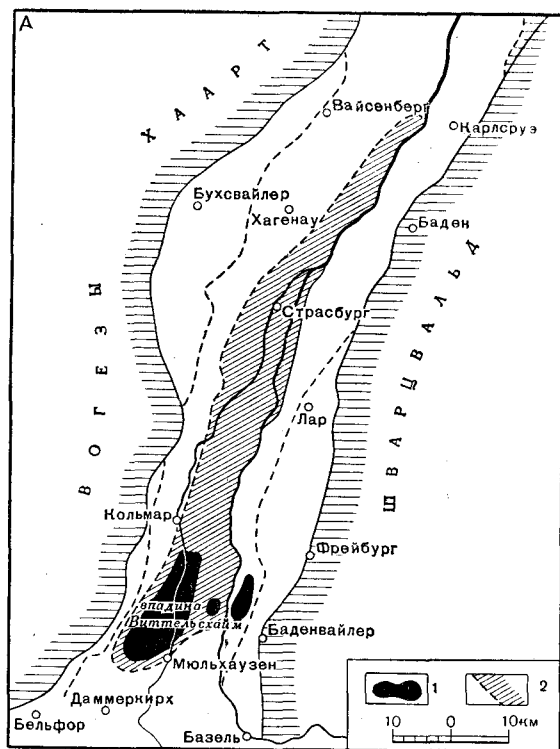 А
ХААРТ
Вайсенберг
Карлсруэ
Бухсвайлер
Хагенау
Баден
ВОГЕЗЫ
ШВАРЦВАЛЬД
Страсбург
Лар
Кольмар
Фрейбург
впадина
Виттельсхайм
Баденвайлер
Мюльхаузен
Даммеркирх
Бельфор
Базель
1
2
10 0 10км